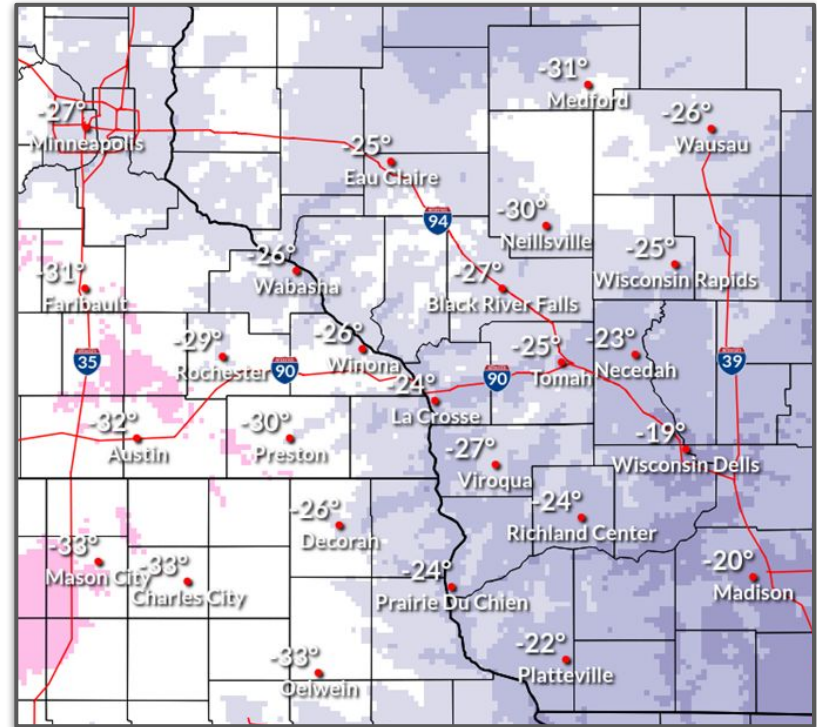 -31°
Medford
-27°
Minneapolis
-26°
Wausau
-25°
Eau Claire
-30°
Neillsville
94
-26°
Wabasha
-25°
Wisconsin Rapids
-31°
Faribault
-27°
Black River Falls
-29°
Rochester
-26°
Winona
-25°
Tomah
-23°
Necedah
35
90
90
39
-24°
La Crosse
-32°
Austin
-30°
Preston
-19°
Wisconsin Dells
-27°
Viroqua
-26°
Decorah
-24°
Richland Center
-33°
Mason City
-33°
Charles City
-24°
Prairie Du Chien
-20°
Madison
-33°
Oelwein
-22°
Platteville